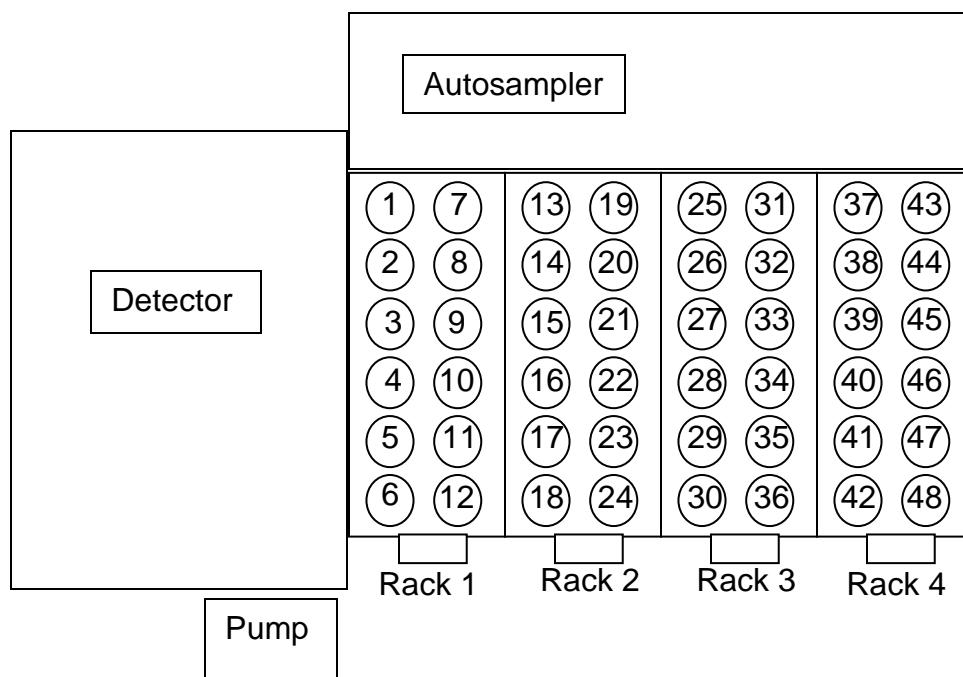 Autosampler
Detector
1 7 13 19 25 31 37 43
2 8 14 20 26 32 38 44
3 9 15 21 27 33 39 45
4 10 16 22 28 34 40 46
5 11 17 23 29 35 41 47
6 12 18 24 30 36 42 48
Rack 1 Rack 2 Rack 3 Rack 4
Pump